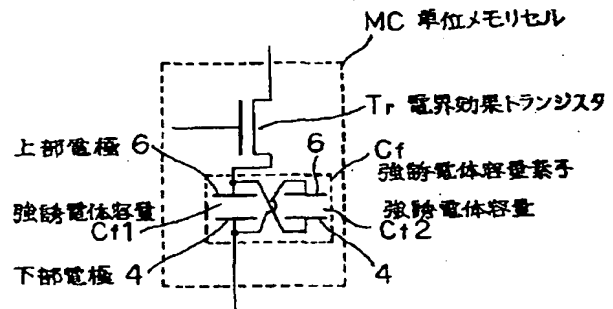 MC 単位メモリセル
Tr 電界効果トランジスタ
上部電極 6
6
Cf
強誘電体容量素子
強誘電体容量
Cf1
強誘電体容量
Cf2
下部電極 4
4